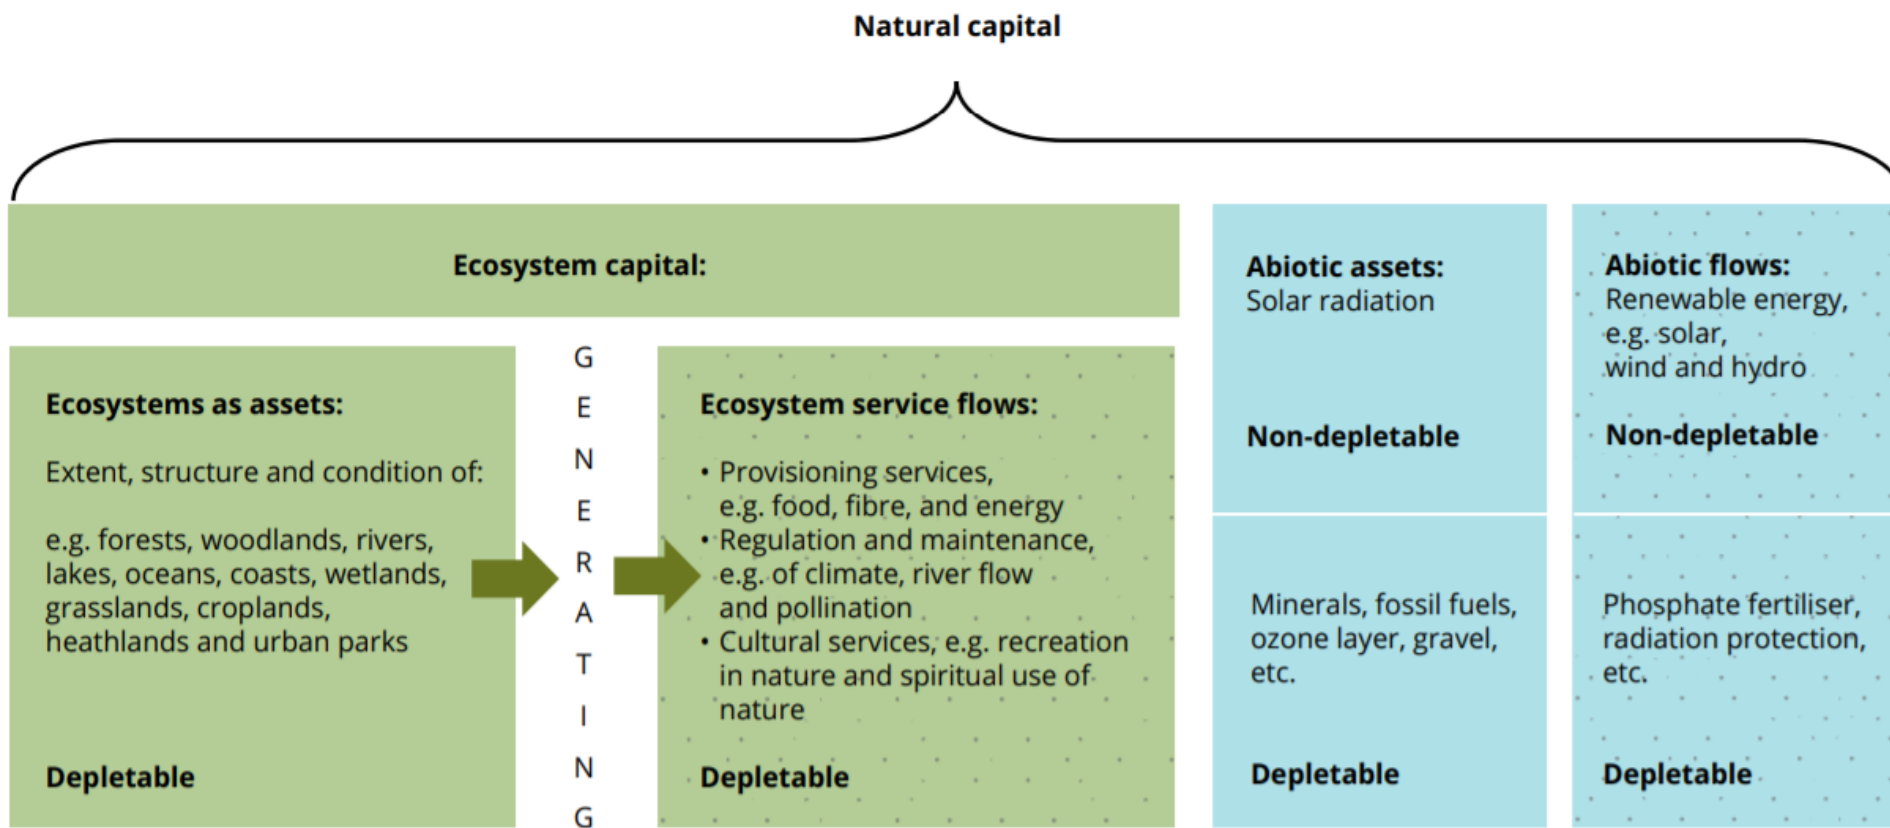 Natural capital
Ecosystem capital:
Ecosystems as assets:
Extent, structure and condition of:
e.g. forests, woodlands, rivers,
lakes, oceans, coasts, wetlands,
grasslands, croplands,
heathlands and urban parks
Depletable
G
E
N
E
R
A
T
I
N
G
Ecosystem service flows:
• Provisioning services,
e.g. food, fibre, and energy
• Regulation and maintenance,
e.g. of climate, river flow
and pollination
• Cultural services, e.g. recreation
in nature and spiritual use of
nature
Depletable
Abiotic assets:
Solar radiation
Non-depletable
Minerals, fossil fuels,
ozone layer, gravel,
etc.
Depletable
Abiotic flows:
Renewable energy,
e.g. solar,
wind and hydro
Non-depletable
Phosphate fertiliser,
radiation protection,
etc.
Depletable